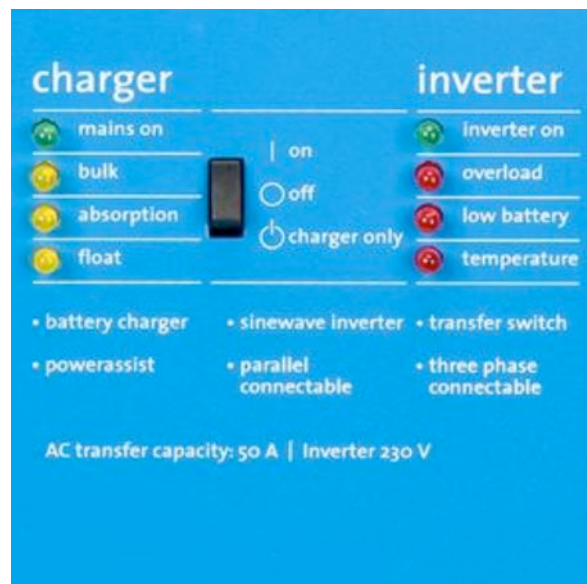 charger
inverter
mains on
bulk
absorption
float
| on
off
charger only
inverter on
overload
low battery
temperature
• battery charger
• sinewave inverter
• transfer switch
• powerassist
• parallel
connectable
• three phase
connectable
AC transfer capacity: 50 A | Inverter 230 V